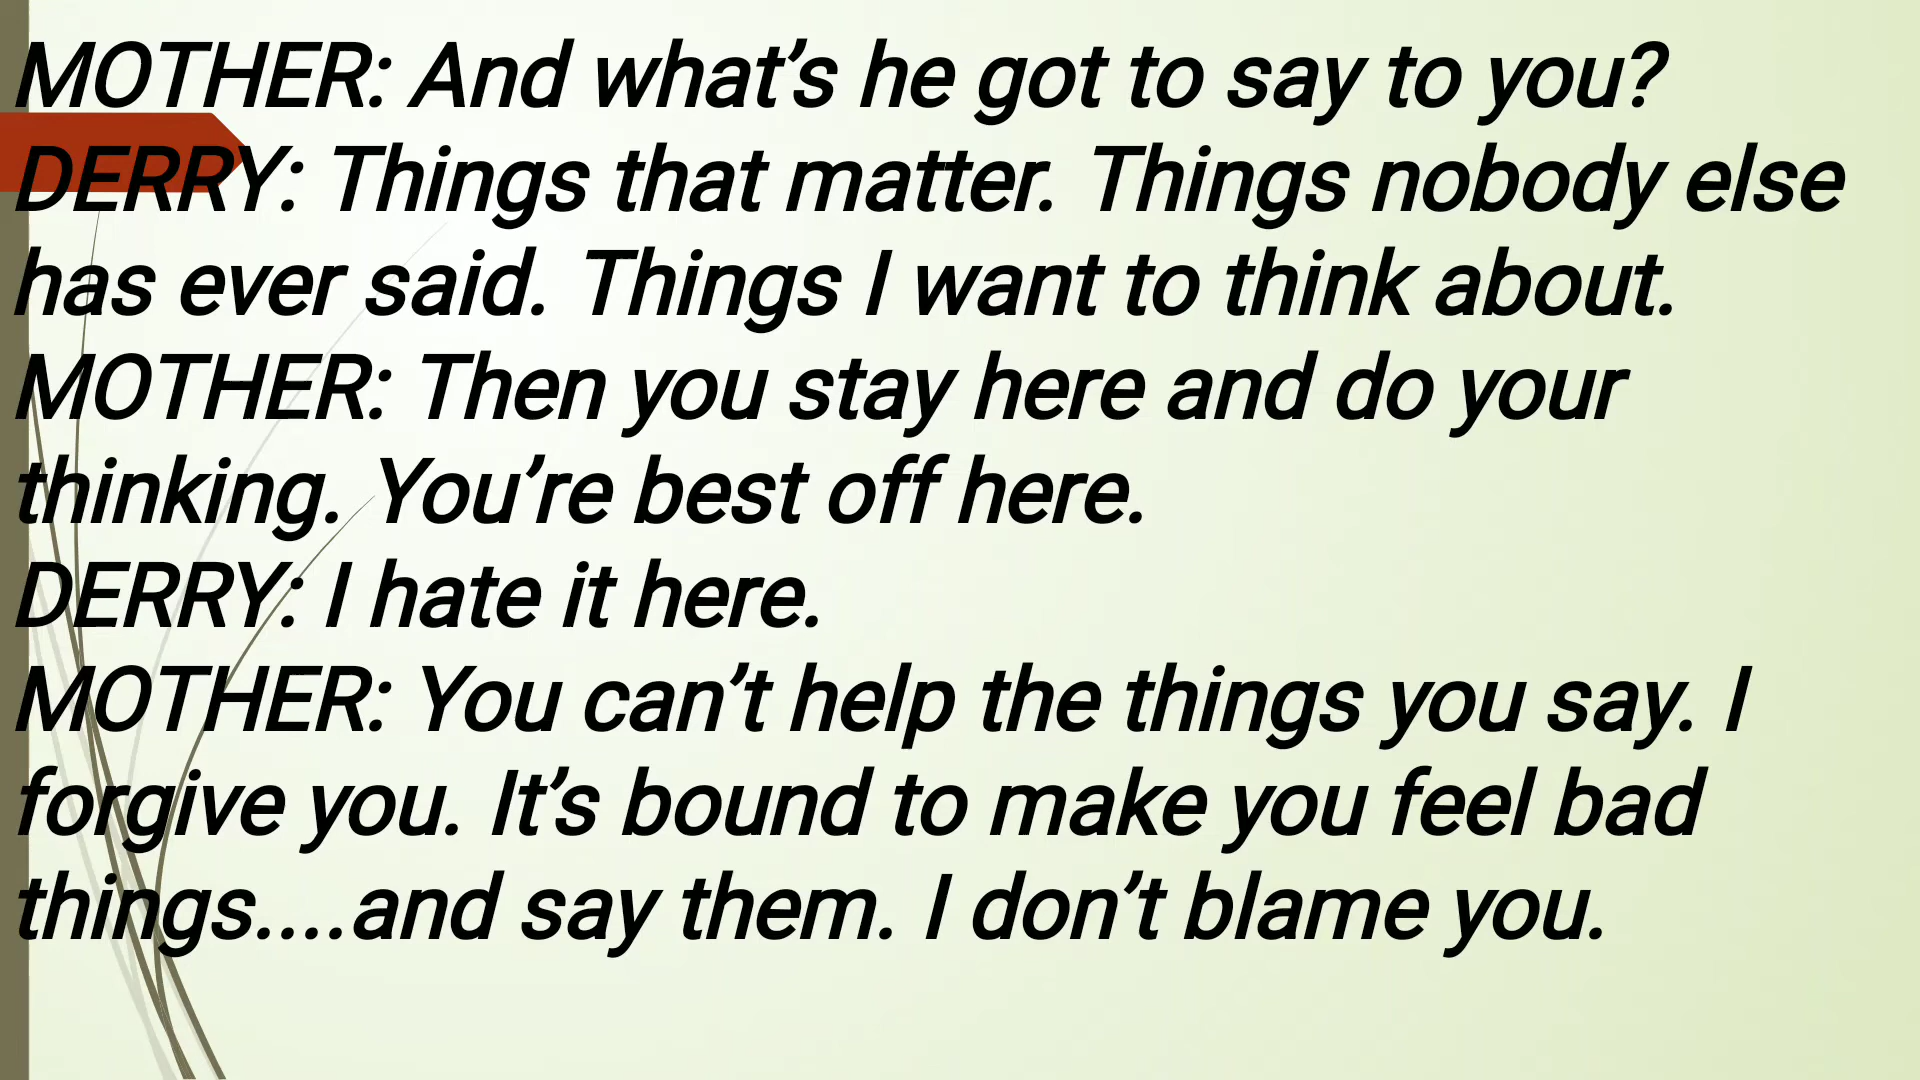 MOTHER: And what’s he got to say to you?
DERRY: Things that matter. Things nobody else
has ever said. Things I want to think about.
MOTHER: Then you stay here and do your
thinking. You’re best off here.
DERRY: I hate it here.
MOTHER: You can’t help the things you say. I
forgive you. It’s bound to make you feel bad
things....and say them. I don’t blame you.